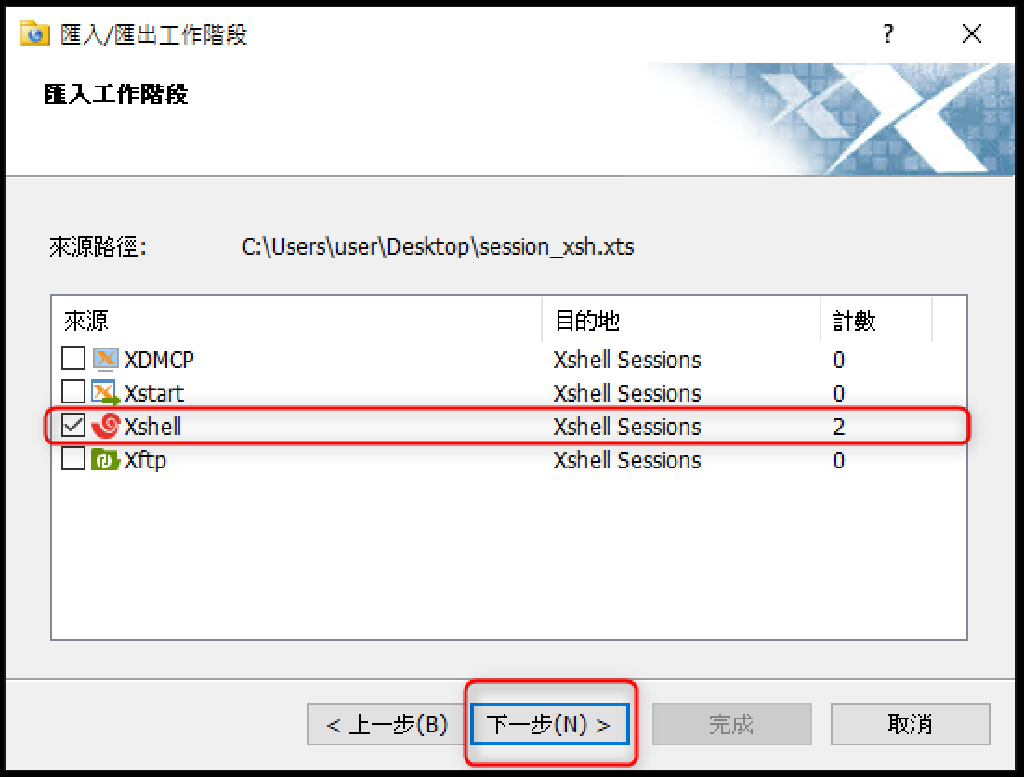 匯入/匯出工作階段 ?
匯入工作階段
來源路徑: C:\Users\user\Desktop\session_xsh.xts
來源 目的地 計數
XDMCP Xshell Sessions 0
Xstart Xshell Sessions 0
Xshell Xshell Sessions 2
Xftp Xshell Sessions 0
< 上一步(B) 下一步(N) > 完成 取消